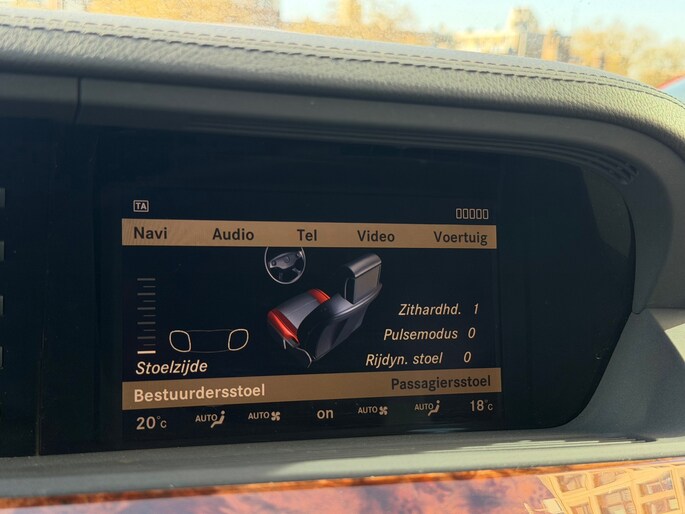 TA
Navi Audio Tel Video Voertuig
Zithardhd. 1
Pulsemodus 0
Rijdyn. stoel 0
Stoelzijde
Bestuurdersstoel Passagiersstoel
20°C AUTO AUTO on AUTO AUTO 18°C